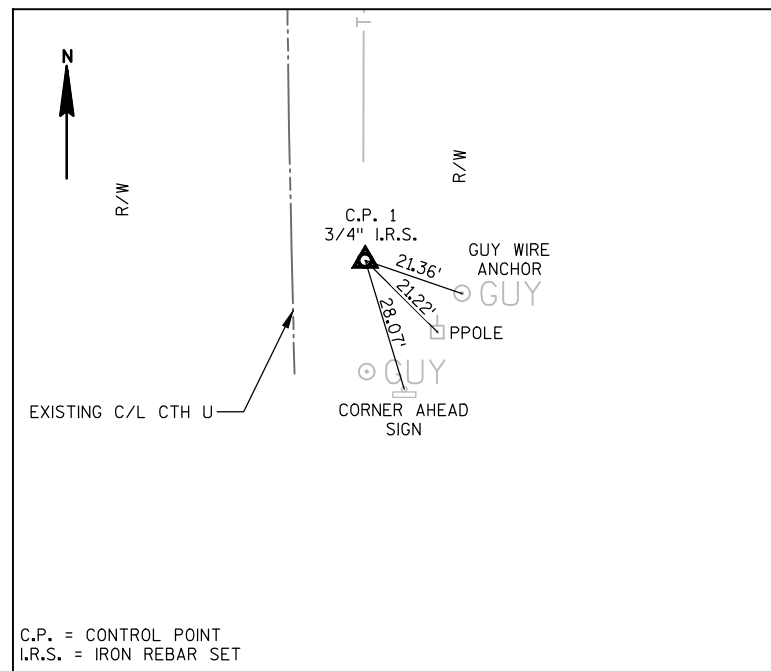 T
N
R/W
R/W
C.P. 1
3/4" I.R.S.
GUY WIRE
ANCHOR
21.36'
GUY
21.22'
PPOLE
28.07'
GUY
EXISTING C/L CTH U
CORNER AHEAD
SIGN
C.P. = CONTROL POINT
I.R.S. = IRON REBAR SET